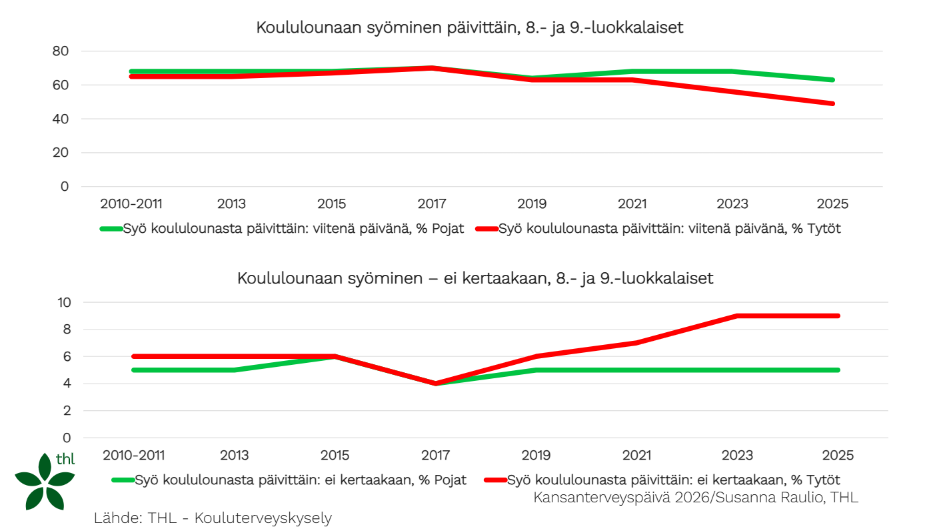 Koululounaan syöminen päivittäin, 8.- ja 9.-luokkalaiset
80
60
40
20
0
2010-2011 2013 2015 2017 2019 2021 2023 2025
Syö koululounasta päivittäin: viitenä päivänä, % Pojat Syö koululounasta päivittäin: viitenä päivänä, % Tytöt
Koululounaan syöminen – ei kertaakaan, 8.- ja 9.-luokkalaiset
10
8
6
4
2
0
2010-2011 2013 2015 2017 2019 2021 2023 2025
thl
Syö koululounasta päivittäin: ei kertaakaan, % Pojat Syö koululounasta päivittäin: ei kertaakaan, % Tytöt
Kansanterveyspäivä 2026/Susanna Raulio, THL
Lähde: THL - Kouluterveyskysely